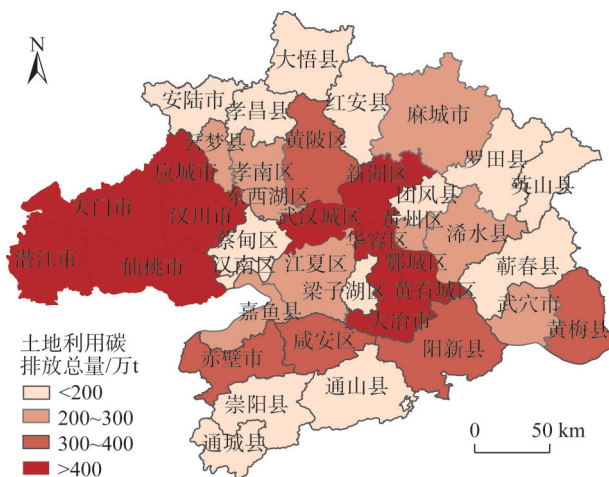 N
大悟县
安陆市
孝昌县
红安县
麻城市
云梦县
黄陂区
罗田县
应城市
孝南区
新洲区
英山县
东西湖区
团风县
天门市
汉川市
武汉城区
黄州区
浠水县
蔡甸区
华容区
潜江市
仙桃市
汉南区
江夏区
鄂城区
蕲春县
梁子湖区
黄石城区
嘉鱼县
大冶市
武穴市
黄梅县
土地利用碳
排放总量/万t
赤壁市
咸安区
阳新县
<200
200~300
300~400
>400
崇阳县
通山县
通城县
0 50 km